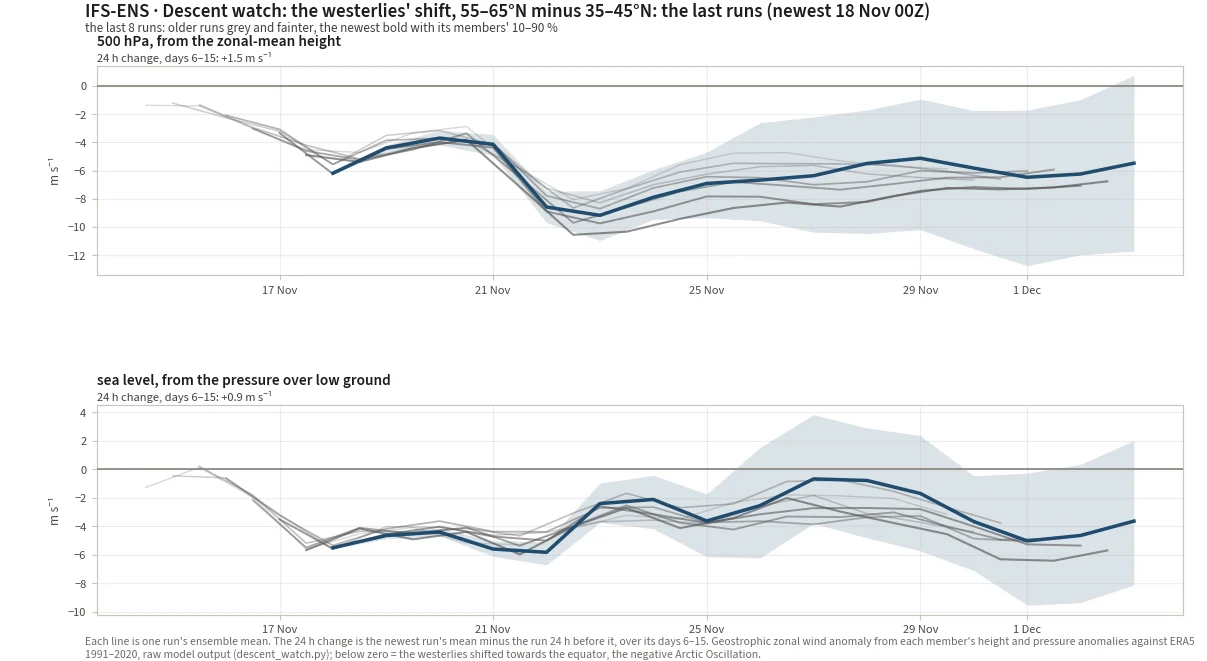 IFS-ENS · Descent watch: the westerlies' shift, 55–65°N minus 35–45°N: the last runs (newest 18 Nov 00Z)
the last 8 runs: older runs grey and fainter, the newest bold with its members' 10–90 %
500 hPa, from the zonal-mean height
24 h change, days 6–15: +1.5 m s⁻¹
0
−2
−4
−6
−8
−10
−12
m s⁻¹
17 Nov
21 Nov
25 Nov
29 Nov
1 Dec
sea level, from the pressure over low ground
24 h change, days 6–15: +0.9 m s⁻¹
4
2
0
−2
−4
−6
−8
−10
m s⁻¹
17 Nov
21 Nov
25 Nov
29 Nov
1 Dec
Each line is one run's ensemble mean. The 24 h change is the newest run's mean minus the run 24 h before it, over its days 6–15. Geostrophic zonal wind anomaly from each member's height and pressure anomalies against ERA5
1991–2020, raw model output (descent_watch.py); below zero = the westerlies shifted towards the equator, the negative Arctic Oscillation.